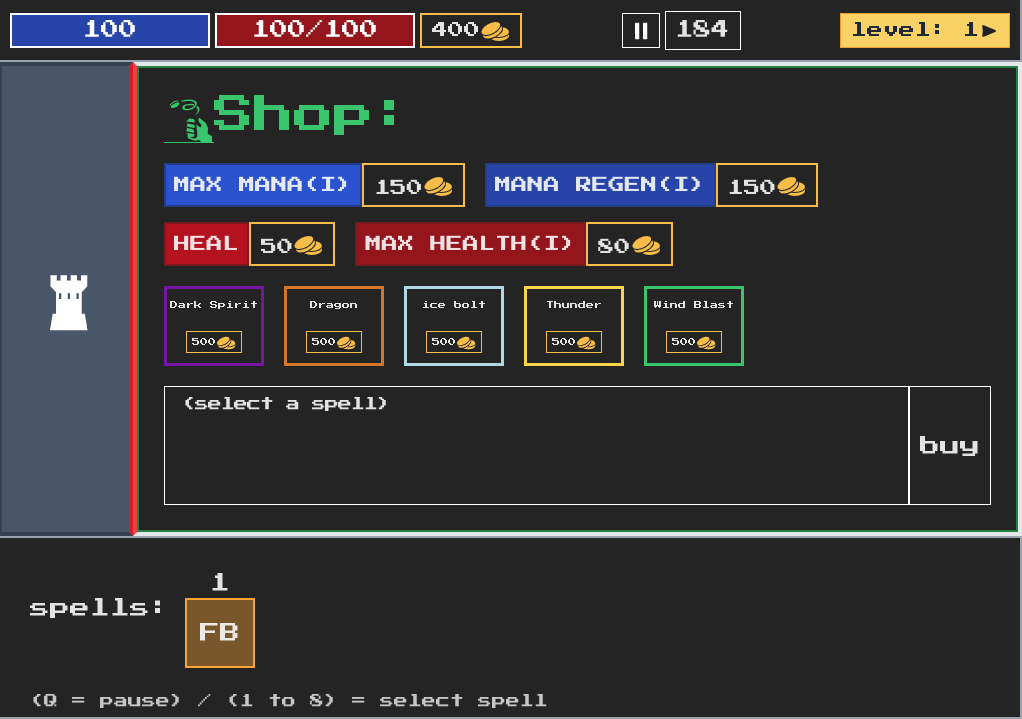 100 100/100 400 184 level: 1▶
Shop:
MAX MANA(I) 150 MANA REGEN(I) 150
HEAL 50 MAX HEALTH(I) 80
Dark Spirit Dragon ice bolt Thunder Wind Blast
500 500 500 500 500
(select a spell)
buy
1
spells: FB
(Q = pause) / (1 to 8) = select spell